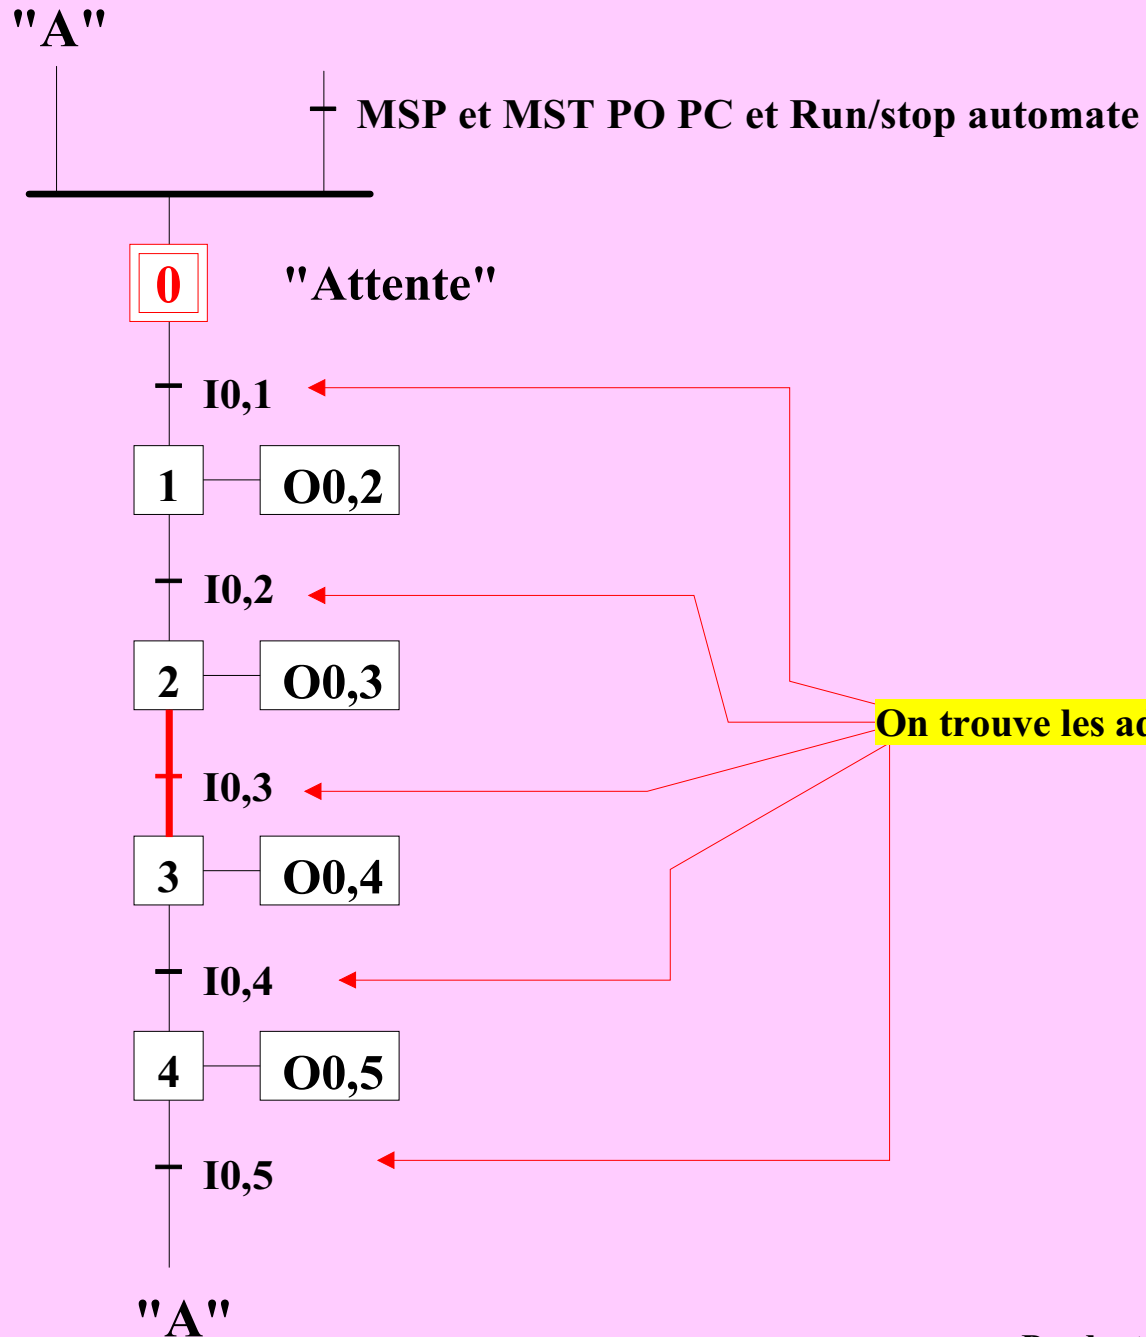 "A"
MSP et MST PO PC et Run/stop automate
0
"Attente"
I0,1
1
O0,2
I0,2
2
O0,3
On trouve les
I0,3
3
O0,4
I0,4
4
O0,5
I0,5
"A"